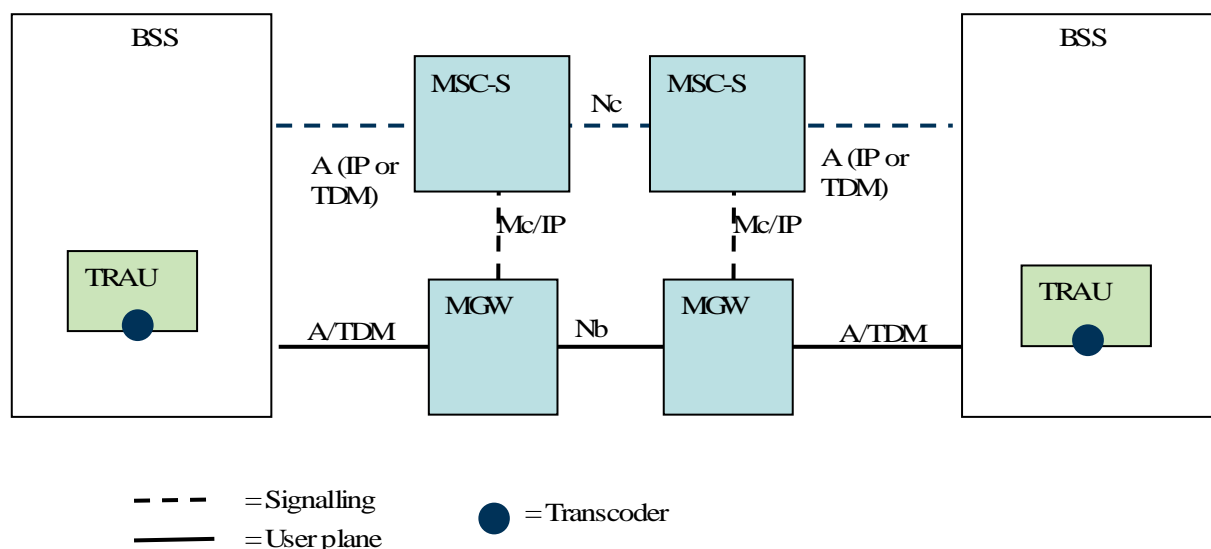 BSS
BSS
MSC-S
MSC-S
Nc
A (IP or
TDM)
A (IP or
TDM)
Mc/IP
Mc/IP
TRAU
TRAU
MGW
MGW
A/TDM
Nb
A/TDM
= Signalling
= Transcoder
= User plane